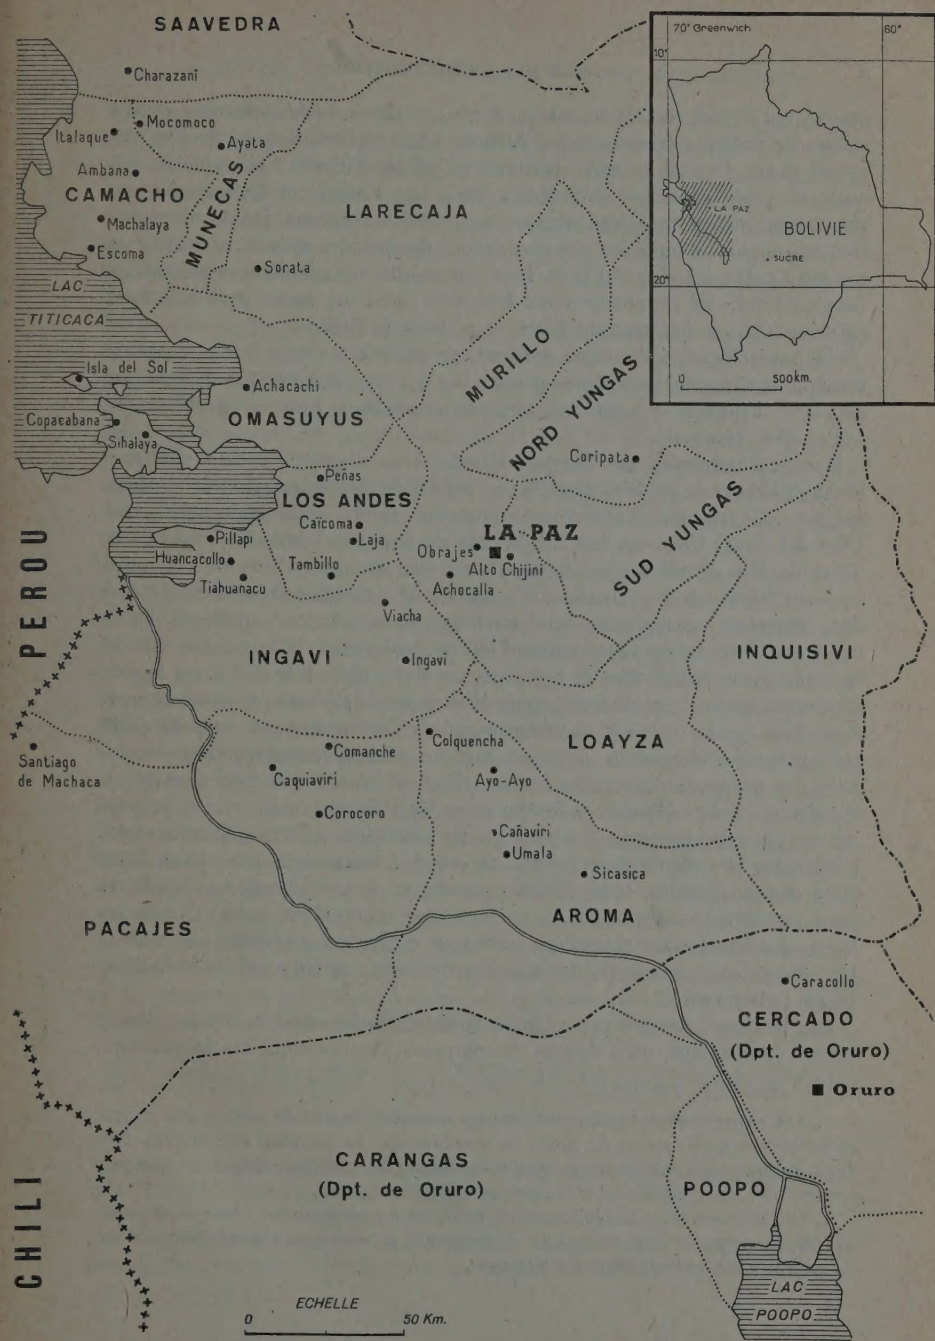 SAAVEDRA
Charazani
Mocomoco
Italaque
Ayata
Ambana
CAMACHO
MUNECAS
LARECAJA
Machalaya
Escoma
Sorata
LAC
TITICACA
Isla del Sol
Achacachi
MURILLO
Copacabana
OMASUYUS
Sihalaya
NORD YUNGAS
Coripata
Peñas
LOS ANDES
Caïcoma
LA PAZ
SUD YUNGAS
Pillapi
Laja
Obrajes
Huancacollo
Tambillo
Alto Chijini
Tiahuanacu
Achocalla
Viacha
PEROU
INGAVI
Ingavi
INQUISIVI
Santiago
de Machaca
Comanche
Colquencha
LOAYZA
Caquiaviri
Ayo-Ayo
Corocoro
Cañaviri
Umala
Sicasica
PACAJES
AROMA
Caracollo
CERCADO
(Dpt. de Oruro)
Oruro
CHILI
CARANGAS
(Dpt. de Oruro)
POOPO
LAC
POOPO
ECHELLE
0 50 Km.
70° Greenwich 60°
10°
LA PAZ
BOLIVIE
SUCRE
20°
0 500km.